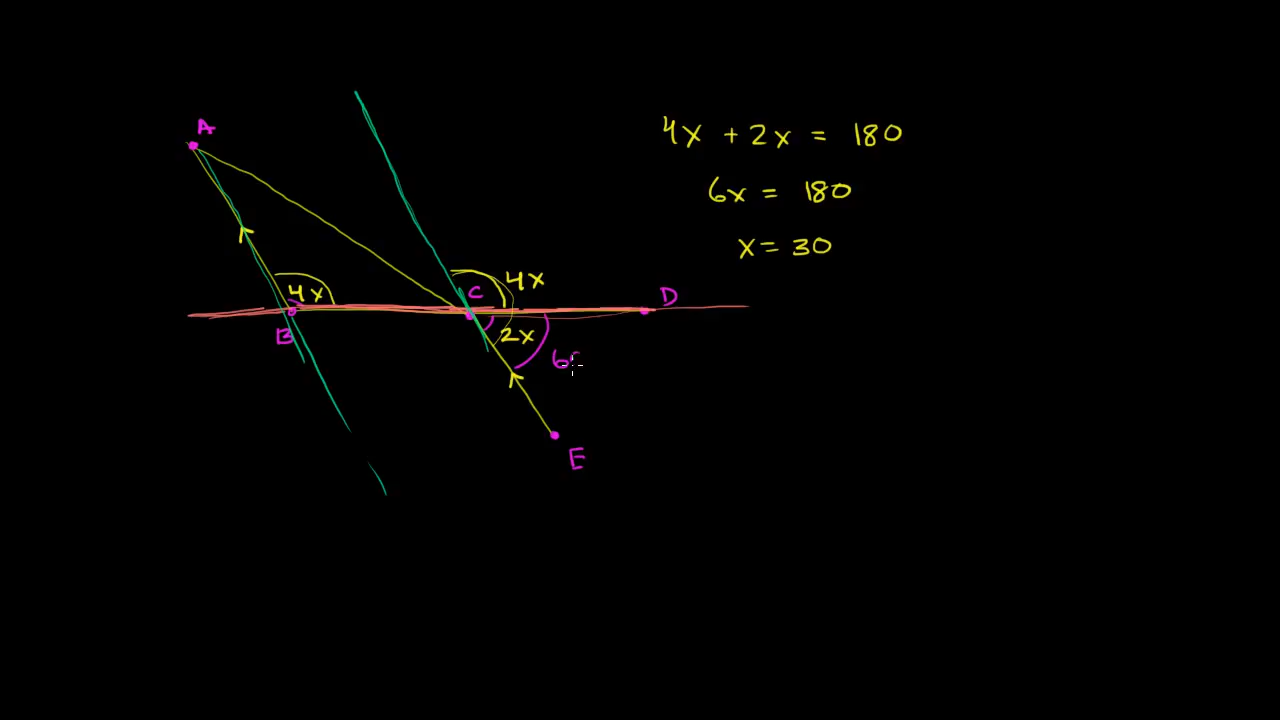 A
4x + 2x = 180
6x = 180
x = 30
4x
4x
C
D
B
2x
E